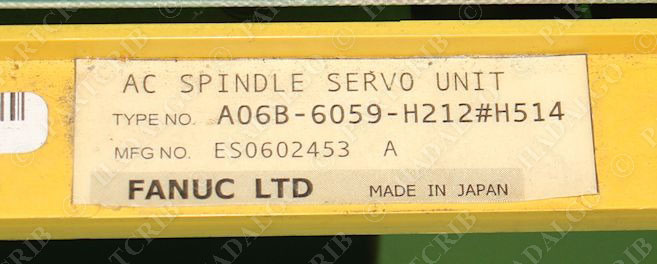 AC SPINDLE SERVO UNIT
TYPE NO. A06B-6059-H212#H514
MFG NO. ES0602453 A
FANUC LTD MADE IN JAPAN